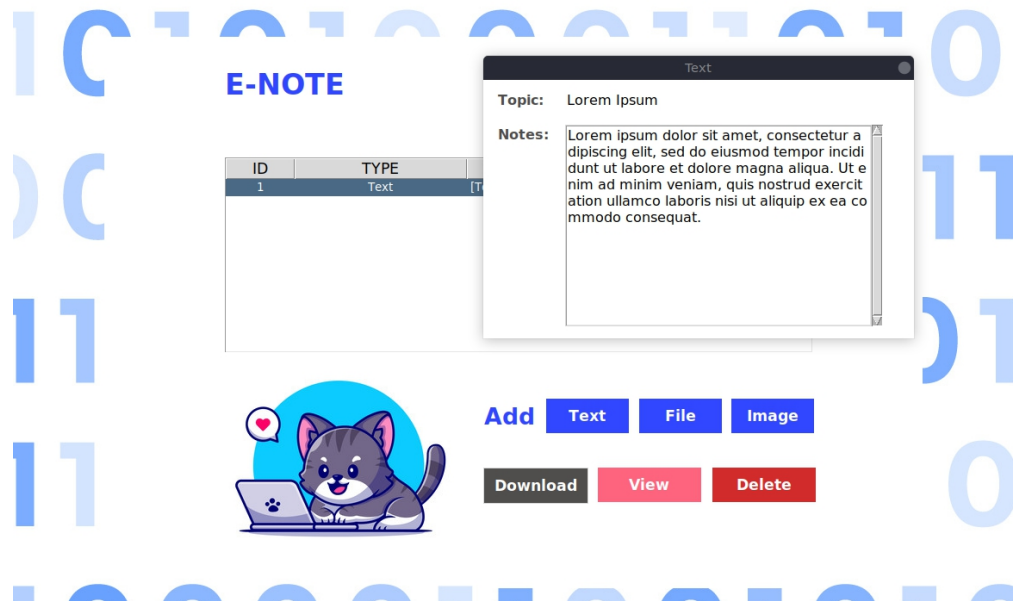 E-NOTE
Text
Topic: Lorem Ipsum
Notes: Lorem ipsum dolor sit amet, consectetur a
dipiscing elit, sed do eiusmod tempor incidi
dunt ut labore et dolore magna aliqua. Ut e
nim ad minim veniam, quis nostrud exercit
ation ullamco laboris nisi ut aliquip ex ea co
mmodo consequat.
ID TYPE
1 Text
Add Text File Image
Download View Delete